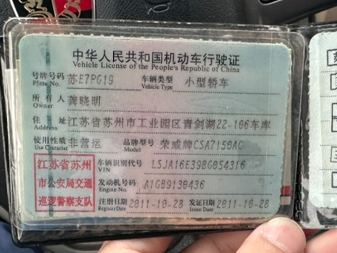 中华人民共和国机动车行驶证
Vehicle License of the People's Republic of China
号牌号码 苏E7PG19 车辆类型 小型轿车
Plate No. Vehicle Type
所有人 龚晓明
Owner
住址 江苏省苏州市工业园区青剑湖22-106车库
Address
使用性质 非营运 品牌型号 荣威牌CSA7150AC
Use Character Model
江苏省苏州 车辆识别代号 LSJA16E39BG054316
VIN
市公安局交通 发动机号码 A1GB9130436
Engine No.
巡逻警察支队 注册日期 2011-10-28 发证日期 2011-10-28
Register Date Issue Date